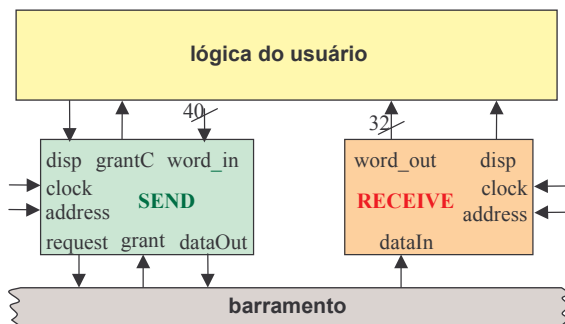 lógica do usuário
40
32
disp grantC word_in
clock
address
SEND
request grant dataOut
word_out disp
clock
RECEIVE
address
dataIn
barramento